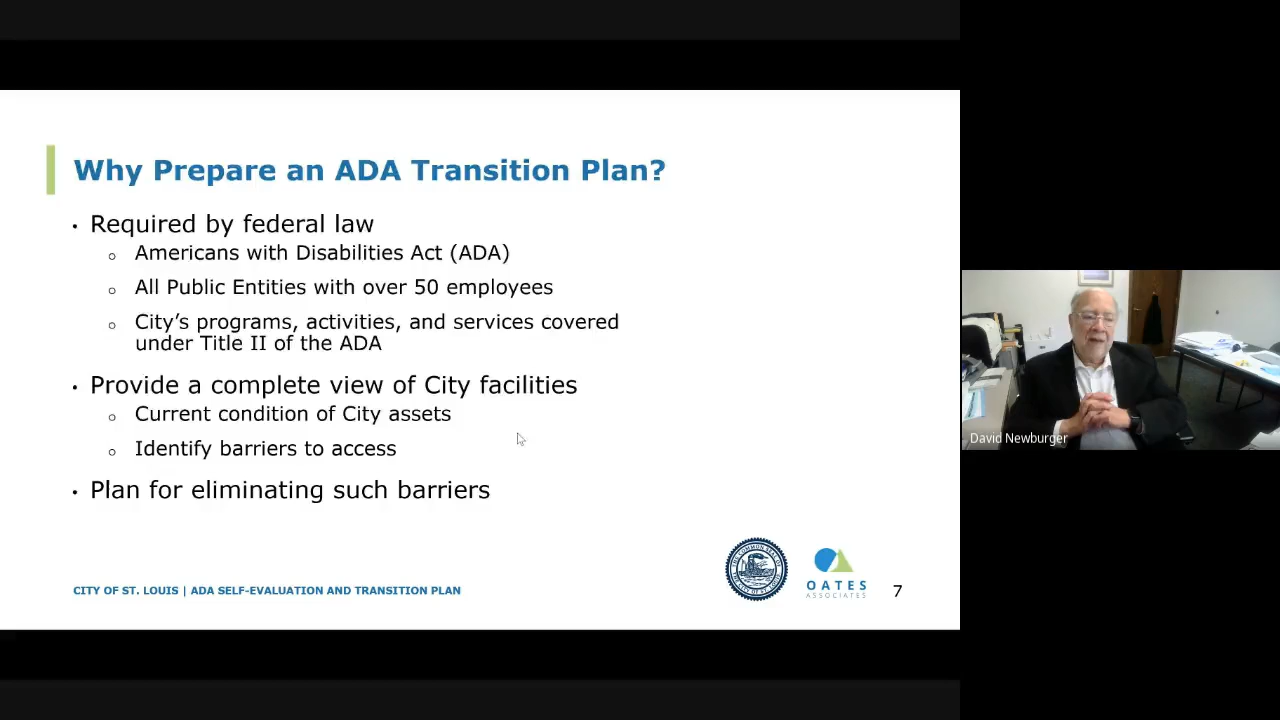 Why Prepare an ADA Transition Plan?
• Required by federal law
o Americans with Disabilities Act (ADA)
o All Public Entities with over 50 employees
o City’s programs, activities, and services covered
under Title II of the ADA
• Provide a complete view of City facilities
o Current condition of City assets
o Identify barriers to access
• Plan for eliminating such barriers
CITY OF ST. LOUIS | ADA SELF-EVALUATION AND TRANSITION PLAN
OATES
ASSOCIATES
7
David Newburger